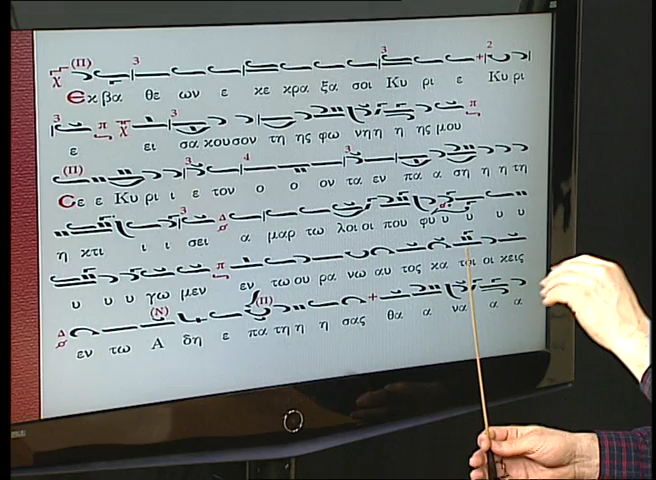 Εκ βα θε ων ε κε κρα ξα σοι Κυ ρι ε Κυ ρι
ε ει σα κου σον τη ης φω νη η η ης μου
Σε ε ε Κυ ρι ι ε τον ο ο ον τα εν πα α ση η η τη
η κτι ι ι σει α μαρ τω λοι οι που φυ υ υ υ υ
υ υ υ γω μεν εν τω ου ρα νω αυ τος κα τοι οι κεις
εν τω Α δη ε πα τη η η σας θα α να α α